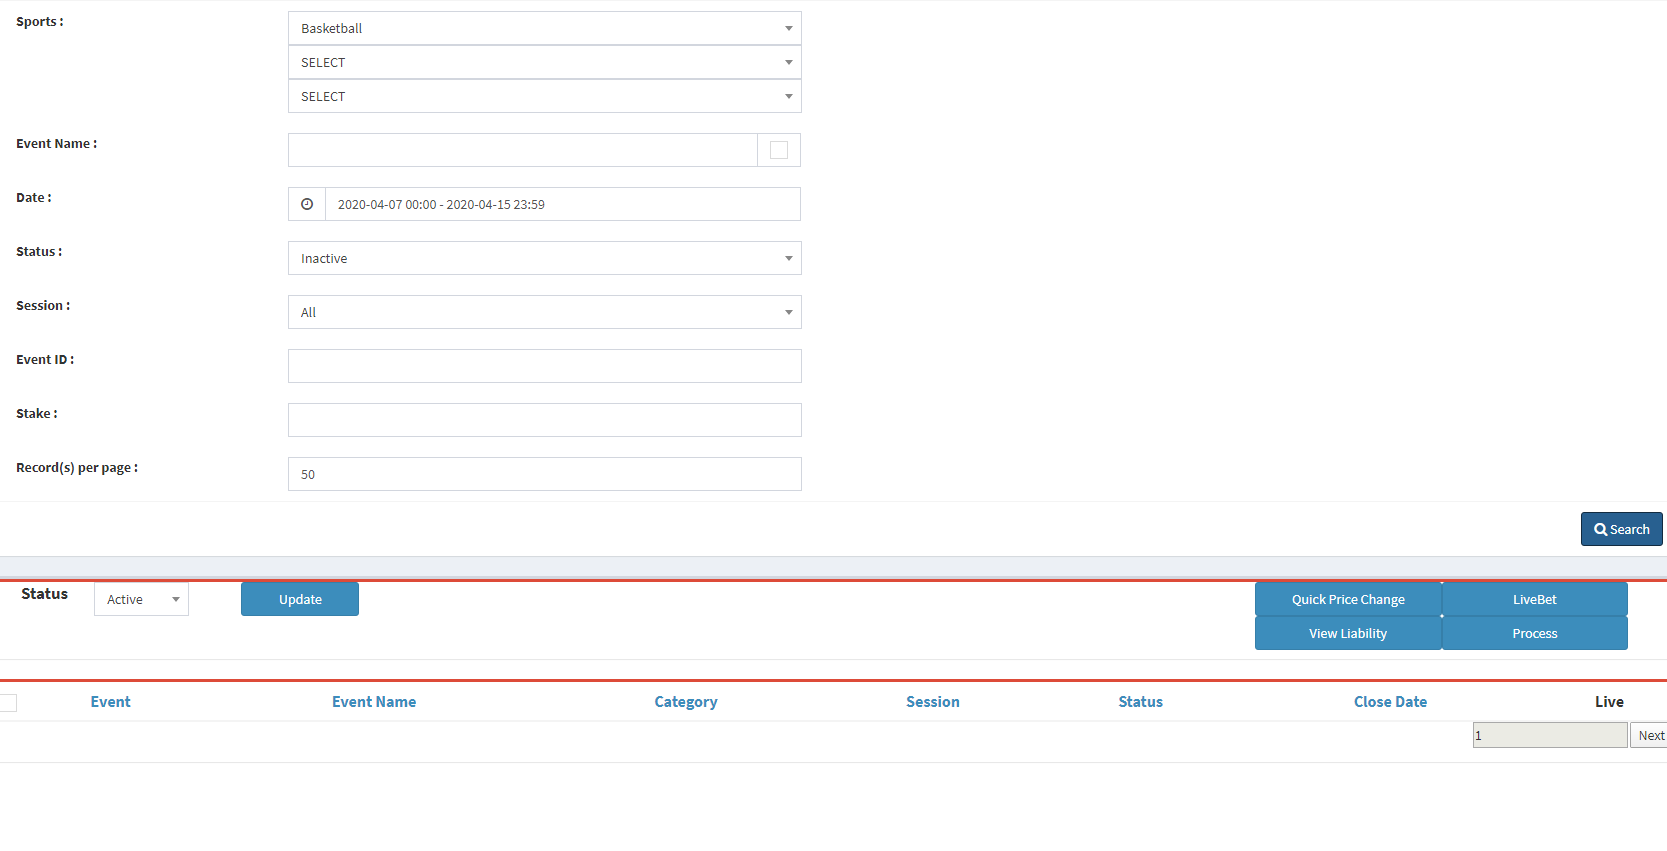 Sports :
Basketball
SELECT
SELECT
Event Name :
Date :
2020-04-07 00:00 - 2020-04-15 23:59
Status :
Inactive
Session :
All
Event ID :
Stake :
Record(s) per page :
50
Search
Status
Active
Update
Quick Price Change
LiveBet
View Liability
Process
Event
Event Name
Category
Session
Status
Close Date
Live
1
Next